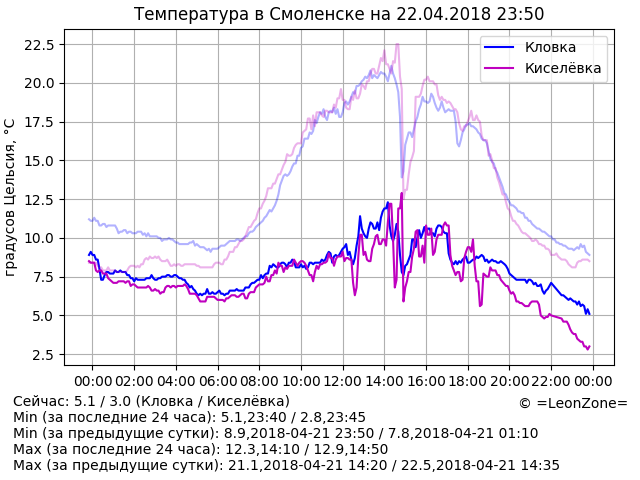 Температура в Смоленске на 22.04.2018 23:50
Кловка
Киселёвка
градусов Цельсия, °C
22.5
20.0
17.5
15.0
12.5
10.0
7.5
5.0
2.5
00:00 02:00 04:00 06:00 08:00 10:00 12:00 14:00 16:00 18:00 20:00 22:00 00:00
© =LeonZone=
Сейчас: 5.1 / 3.0 (Кловка / Киселёвка)
Min (за последние 24 часа): 5.1,23:40 / 2.8,23:45
Min (за предыдущие сутки): 8.9,2018-04-21 23:50 / 7.8,2018-04-21 01:10
Max (за последние 24 часа): 12.3,14:10 / 12.9,14:50
Max (за предыдущие сутки): 21.1,2018-04-21 14:20 / 22.5,2018-04-21 14:35